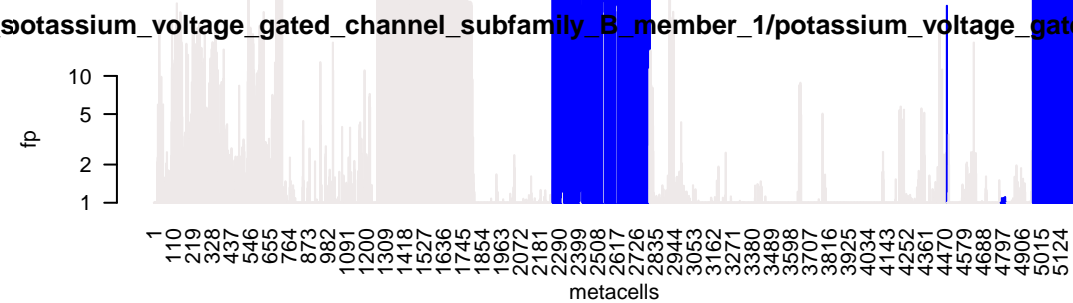 spotassium_voltage_gated_channel_subfamily_B_member_1/potassium_voltage_gate
10
5
2
1
fp
1 110 219 328 437 546 655 764 873 982 1091 1200 1309 1418 1527 1636 1745 1854 1963 2072 2181 2290 2399 2508 2617 2726 2835 2944 3053 3162 3271 3380 3489 3598 3707 3816 3925 4034 4143 4252 4361 4470 4579 4688 4797 4906 5015 5124
metacells